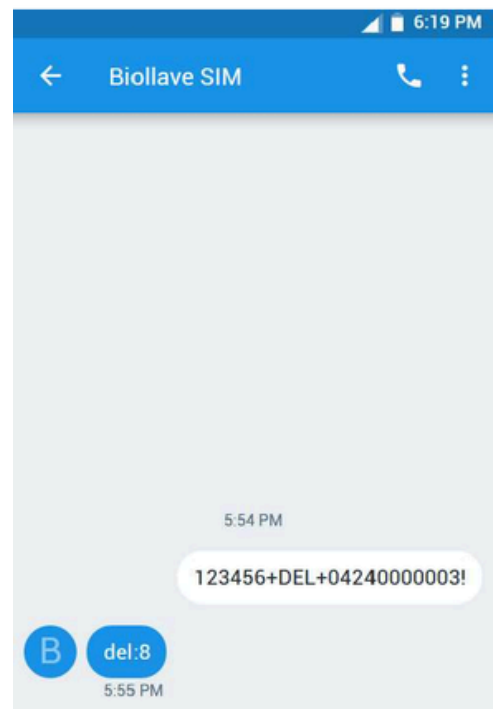 6:19 PM
Biollave SIM
5:54 PM
123456+DEL+04240000003!
B
del:8
5:55 PM